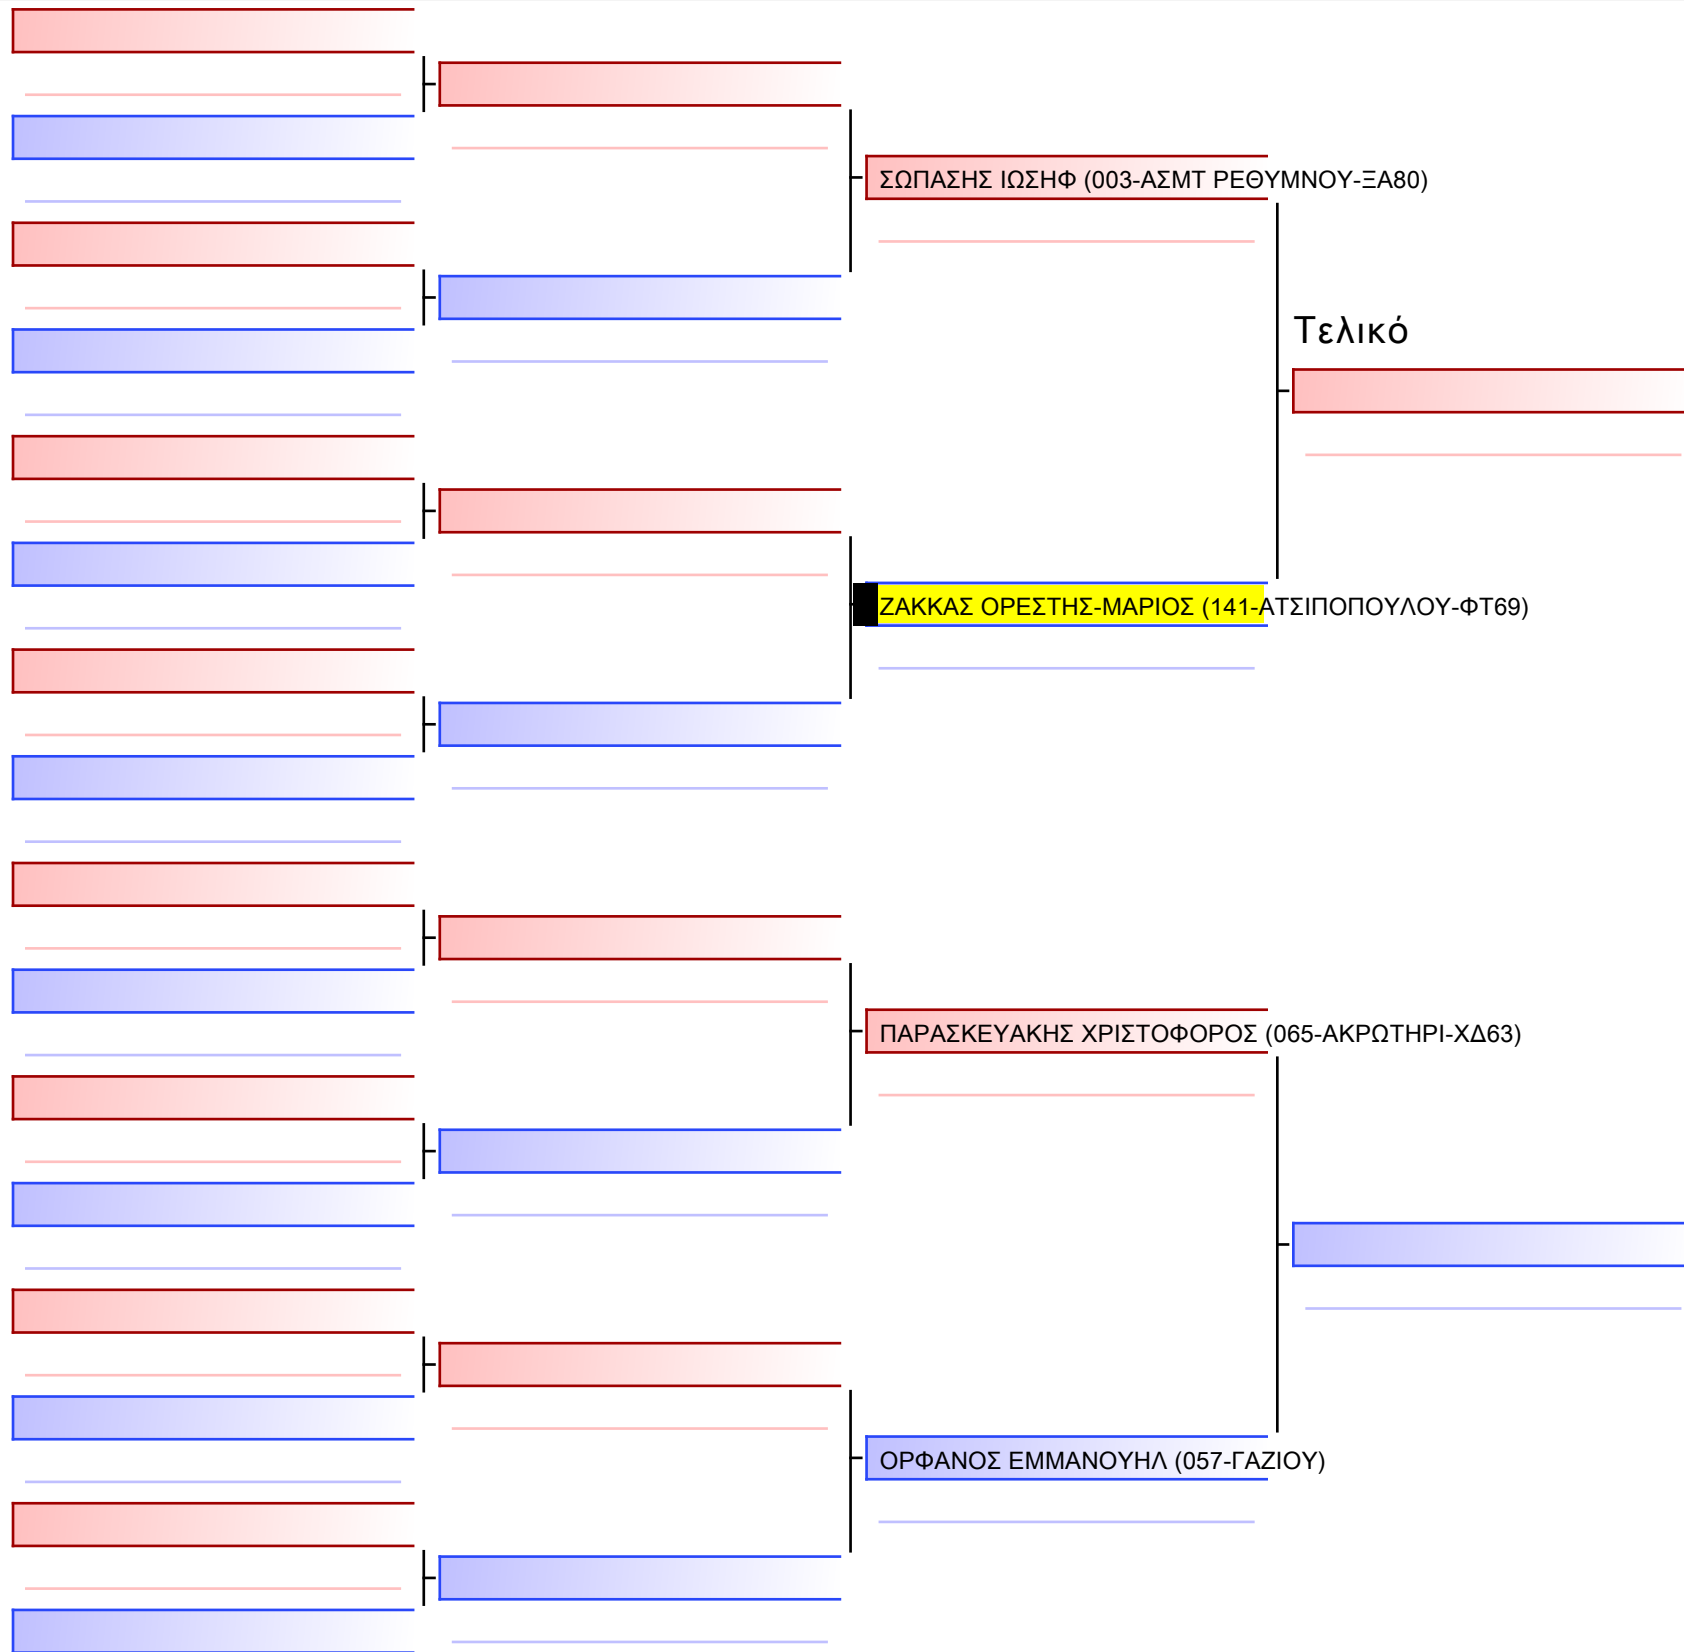 ΣΩΠΑΣΗΣ ΙΩΣΗΦ (003-ΑΣΜΤ ΡΕΘΥΜΝΟΥ-ΞΑ80)
Τελικό
ΖΑΚΚΑΣ ΟΡΕΣΤΗΣ-ΜΑΡΙΟΣ (141-ΑΤΣΙΠΟΠΟΥΛΟΥ-ΦΤ69)
ΠΑΡΑΣΚΕΥΑΚΗΣ ΧΡΙΣΤΟΦΟΡΟΣ (065-ΑΚΡΩΤΗΡΙ-ΧΔ63)
ΟΡΦΑΝΟΣ ΕΜΜΑΝΟΥΗΛ (057-ΓΑΖΙΟΥ)